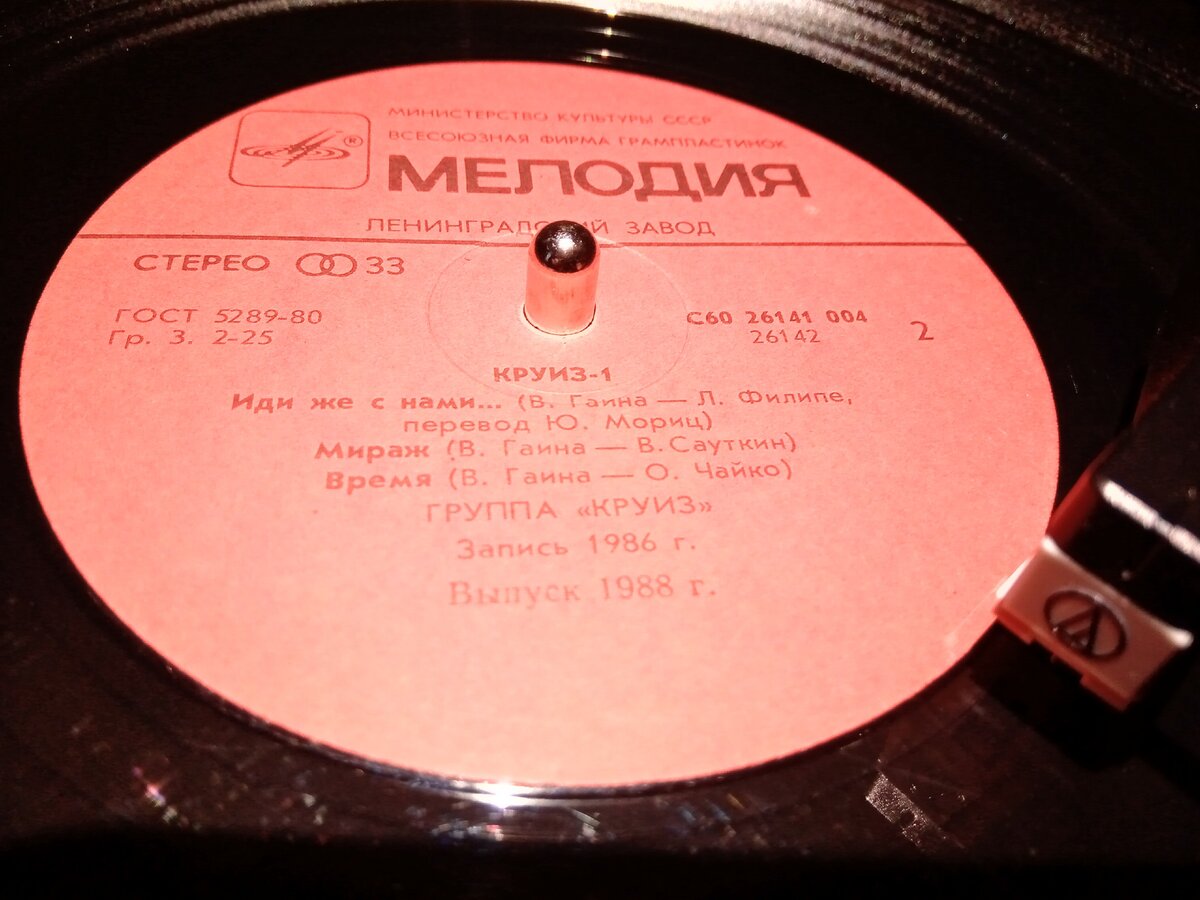 МИНИСТЕРСТВО КУЛЬТУРЫ СССР
ВСЕСОЮЗНАЯ ФИРМА ГРАМПЛАСТИНОК
®
МЕЛОДИЯ
ЛЕНИНГРАДСКИЙ ЗАВОД
СТЕРЕО 33
ГОСТ 5289-80
Гр. 3. 2-25
С60 26141 004
26142
2
КРУИЗ-1
Иди же с нами... (В. Гаина — Л. Филипе,
перевод Ю. Мориц)
Мираж (В. Гаина — В. Сауткин)
Время (В. Гаина — О. Чайко)
ГРУППА «КРУИЗ»
Запись 1986 г.
Выпуск 1988 г.